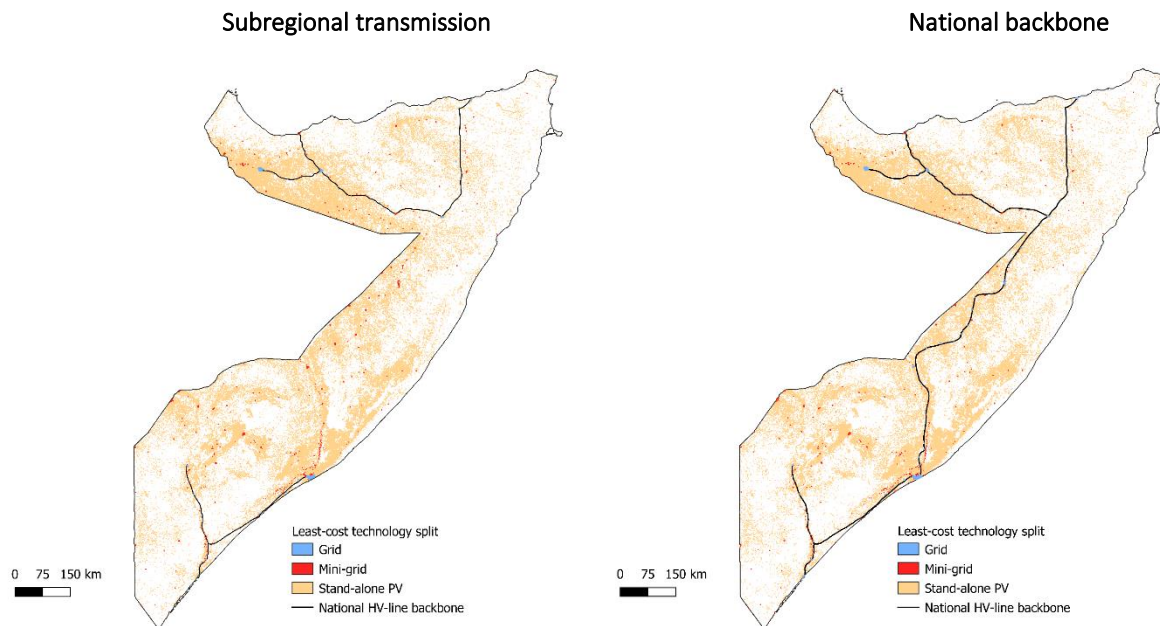 Subregional transmission
National backbone
Least-cost technology split
Grid
Mini-grid
Stand-alone PV
National HV-line backbone
0 75 150 km
Least-cost technology split
Grid
Mini-grid
Stand-alone PV
National HV-line backbone
0 75 150 km